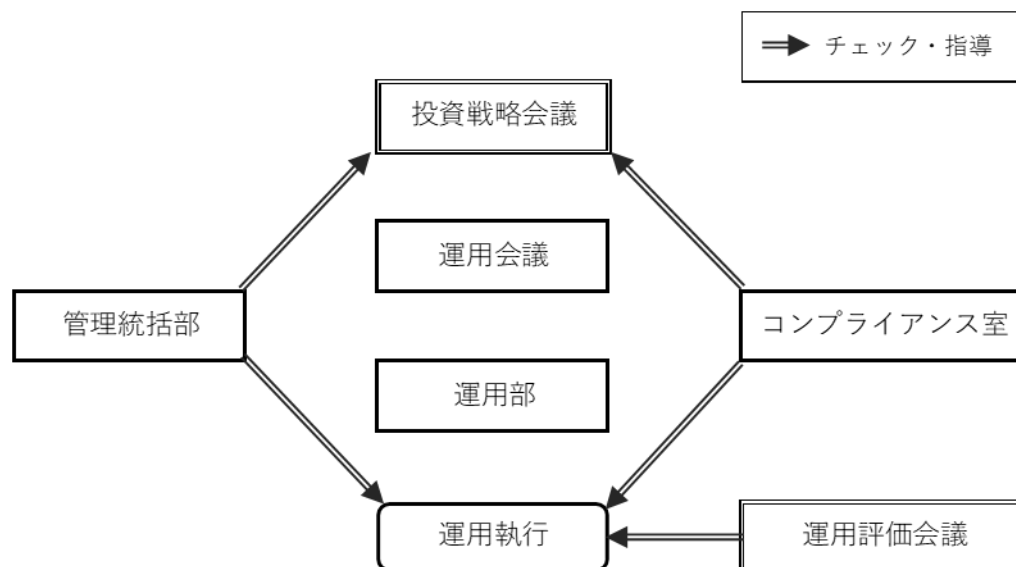 チェック・指導
投資戦略会議
運用会議
管理統括部
コンプライアンス室
運用部
運用執行
運用評価会議